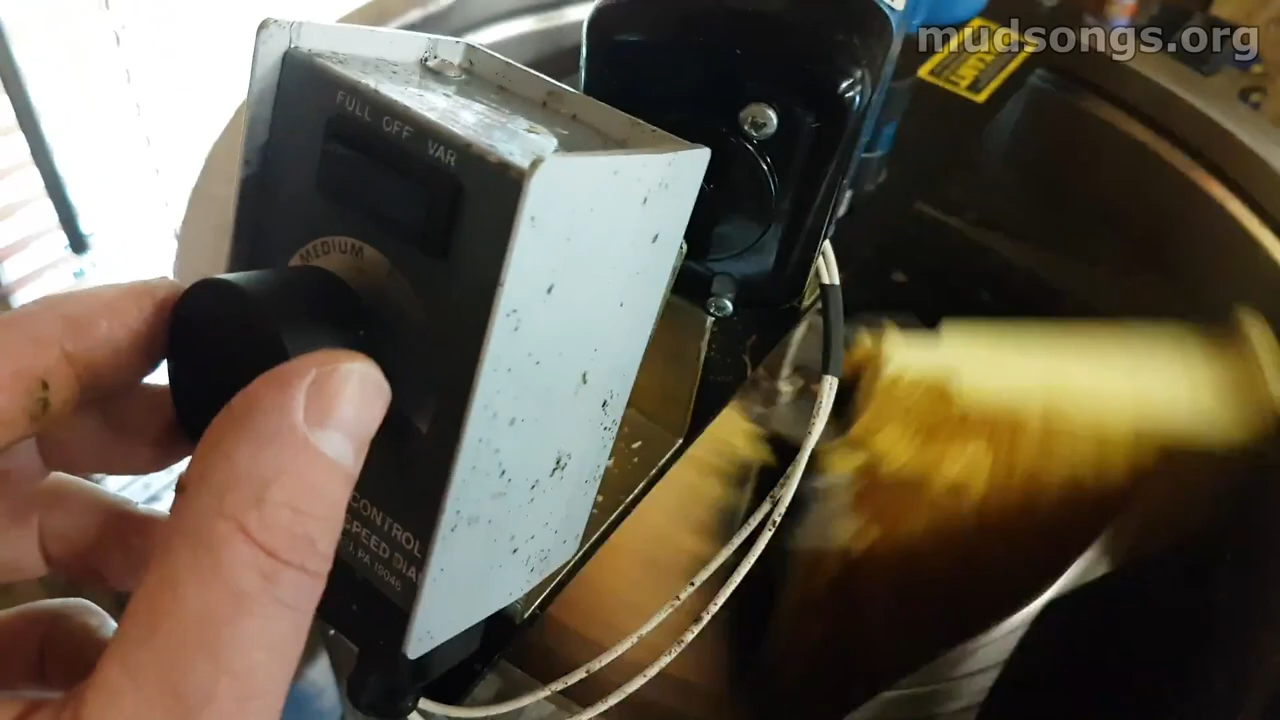 mudsongs.org
FULL OFF VAR
MEDIUM
CONTROL
SPEED DIAL
, PA 19046